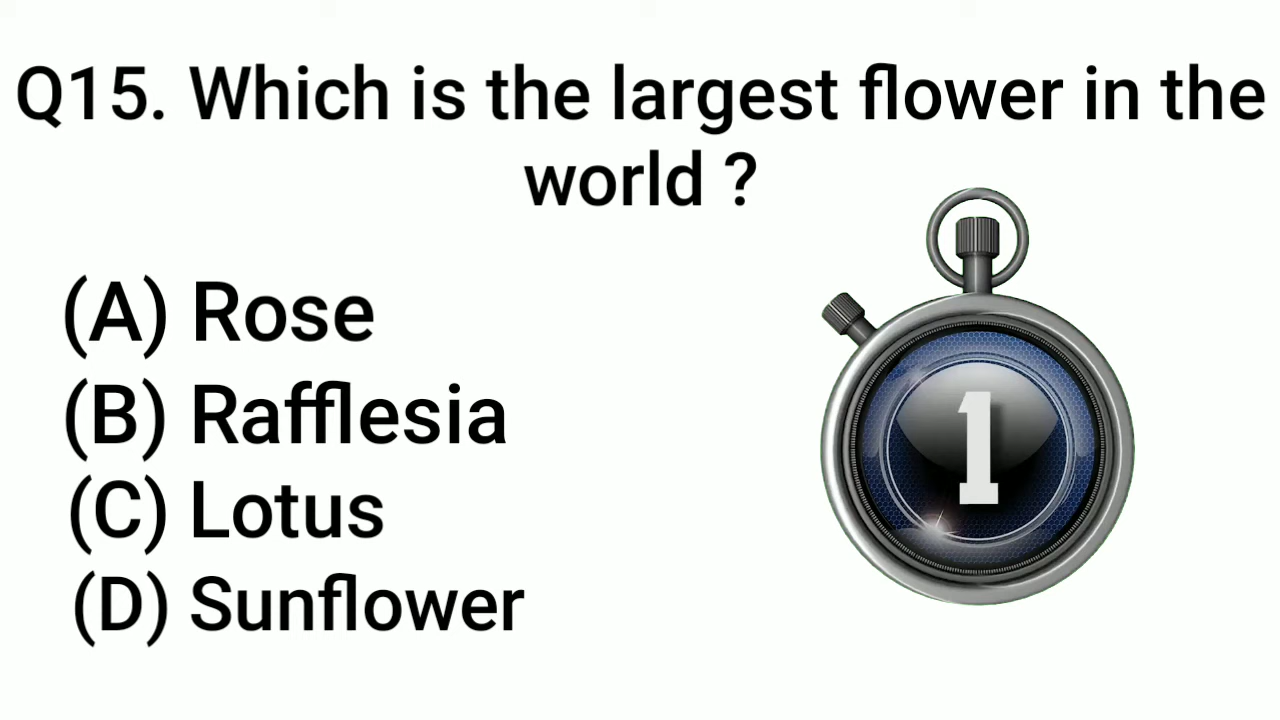 Q15. Which is the largest flower in the
world ?
(A) Rose
(B) Rafflesia
(C) Lotus
(D) Sunflower
1